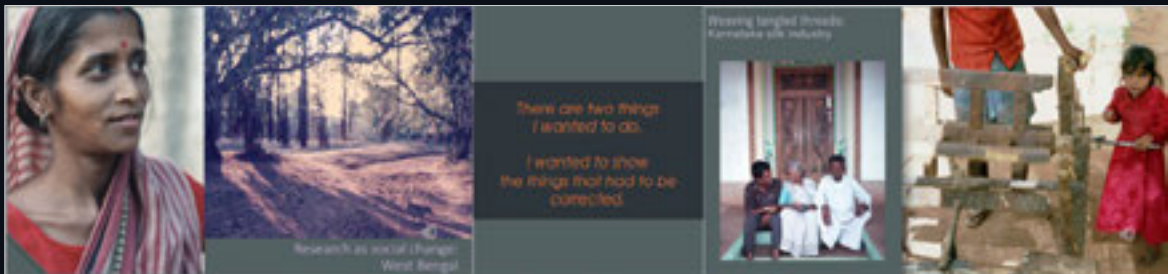 Research as social change:
West Bengal
There are two things
I wanted to do.
I wanted to show
the things that had to be
corrected.
Weaving tangled threads:
Karnataka silk industry